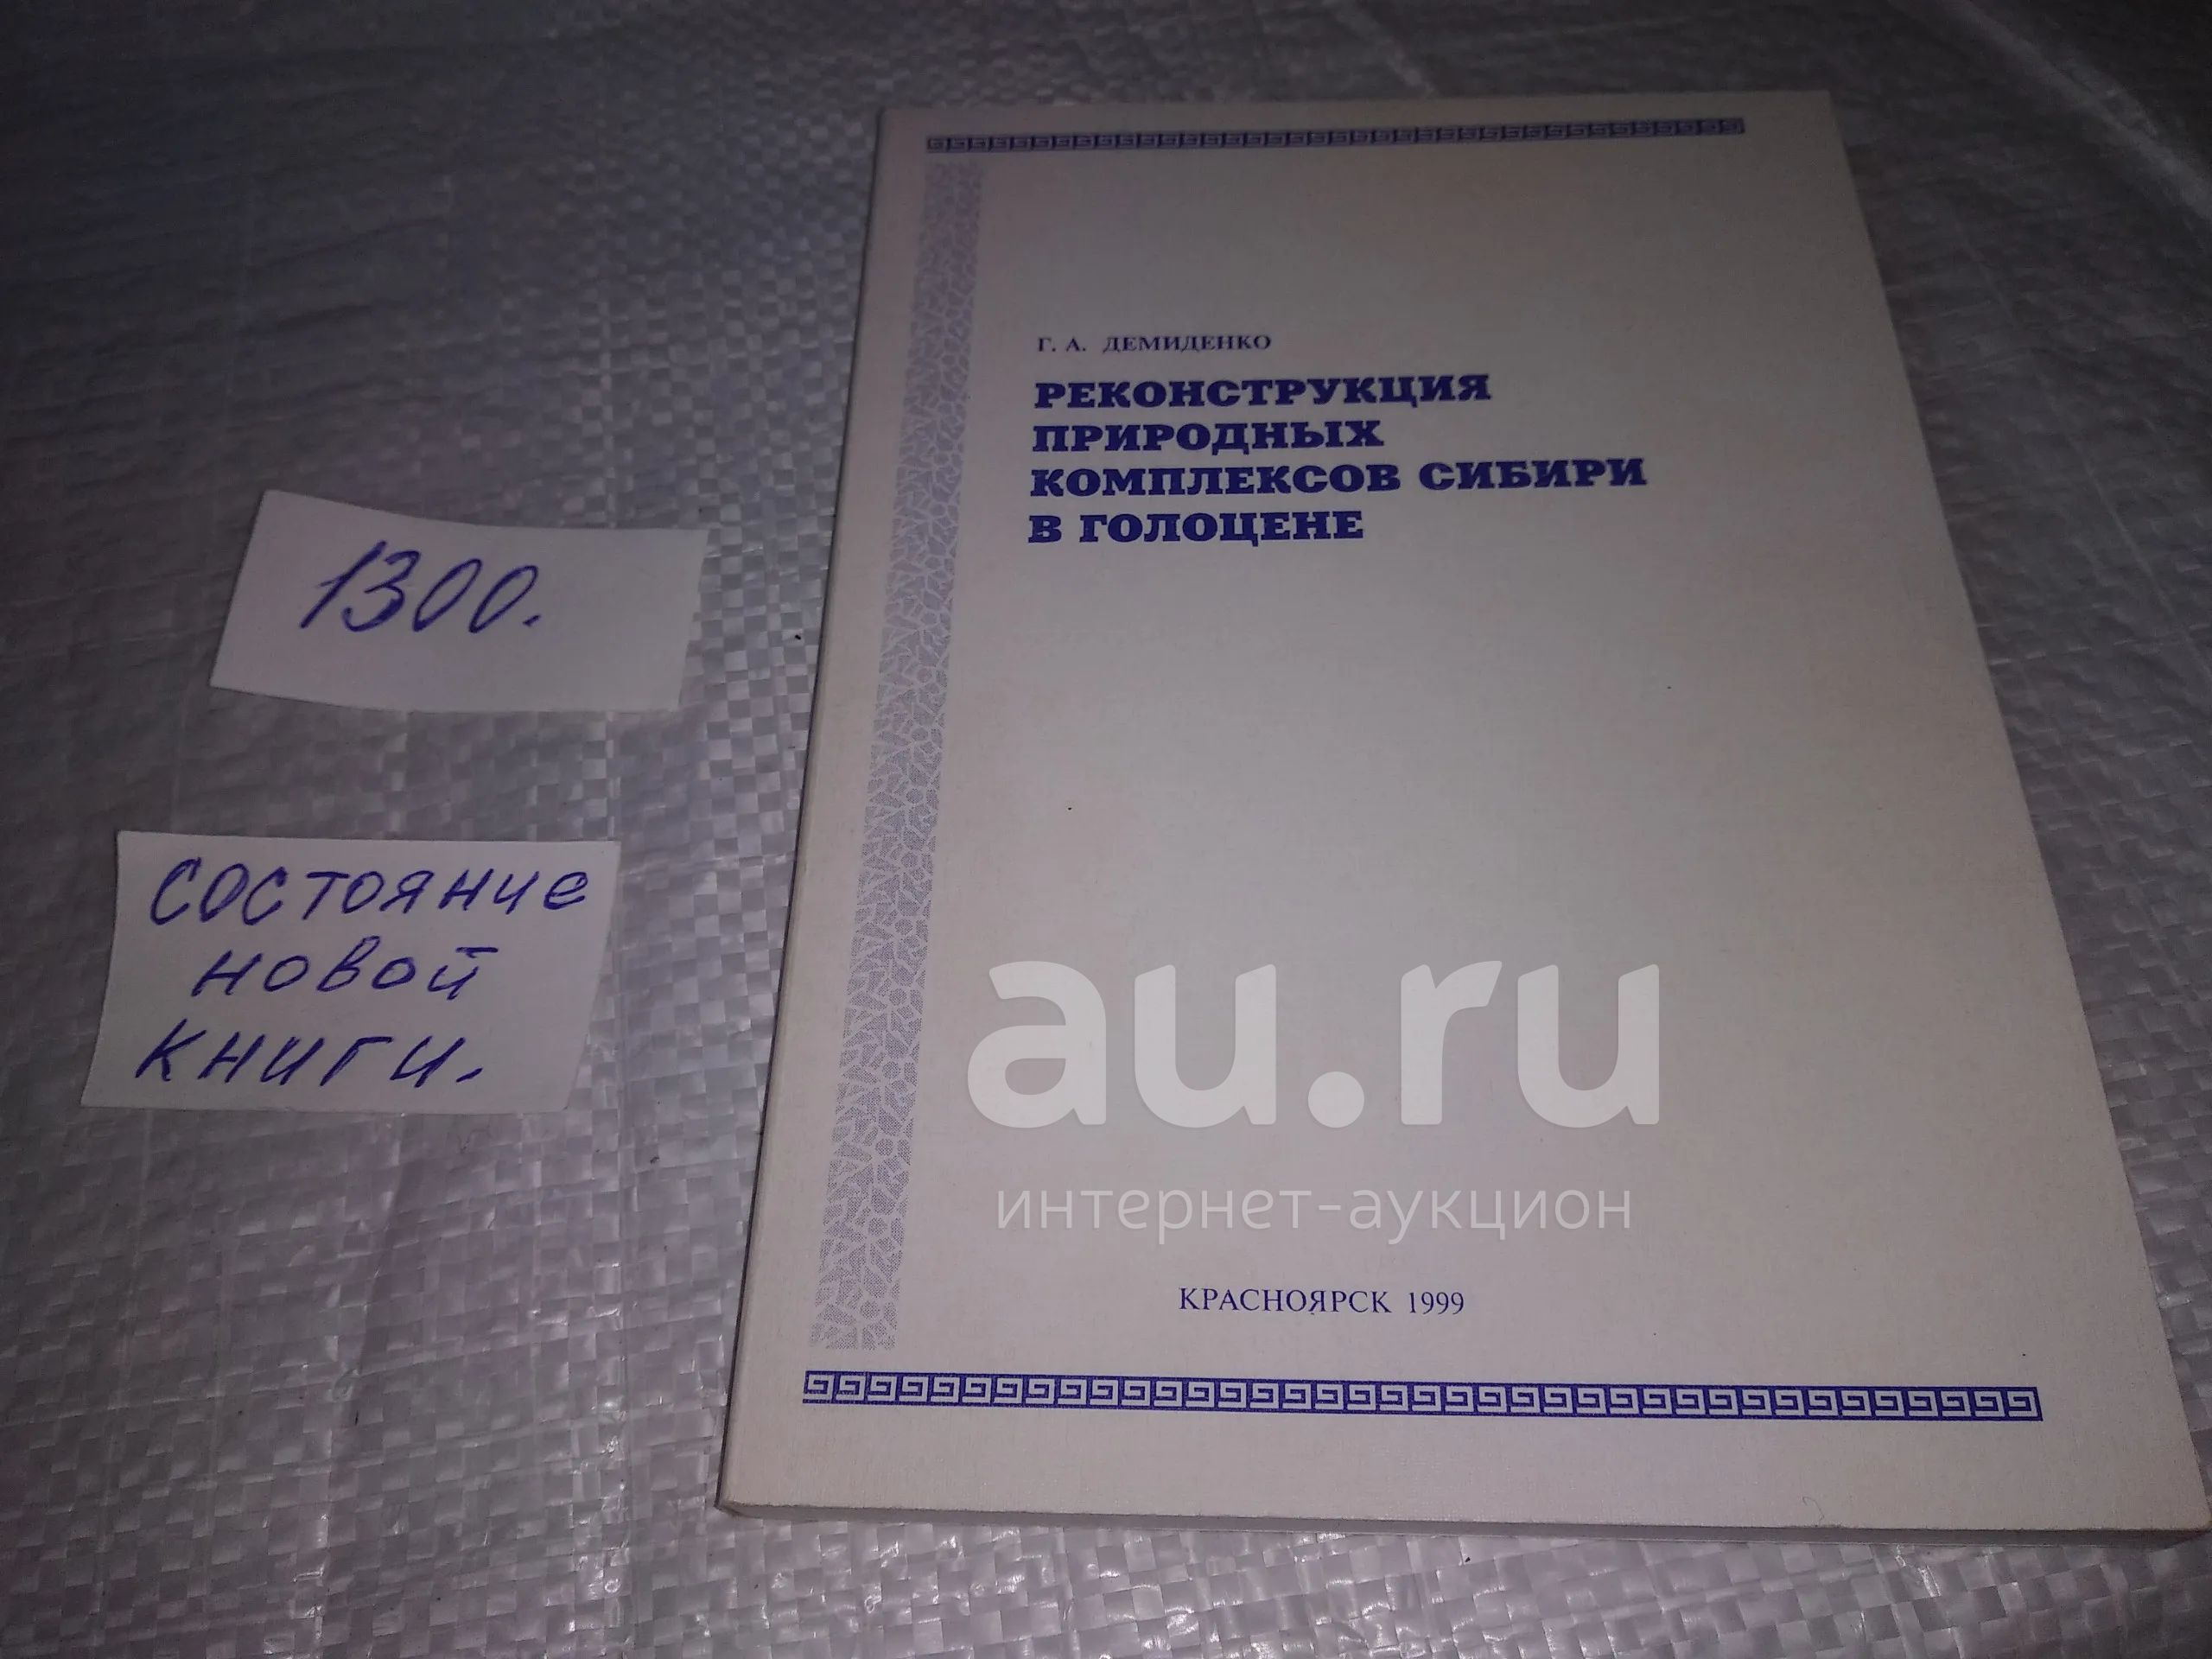 1300.
состояние
новой
книги.
Г. А. ДЕМИДЕНКО
РЕКОНСТРУКЦИЯ
ПРИРОДНЫХ
КОМПЛЕКСОВ СИБИРИ
В ГОЛОЦЕНЕ
au.ru
интернет-аукцион
КРАСНОЯРСК 1999